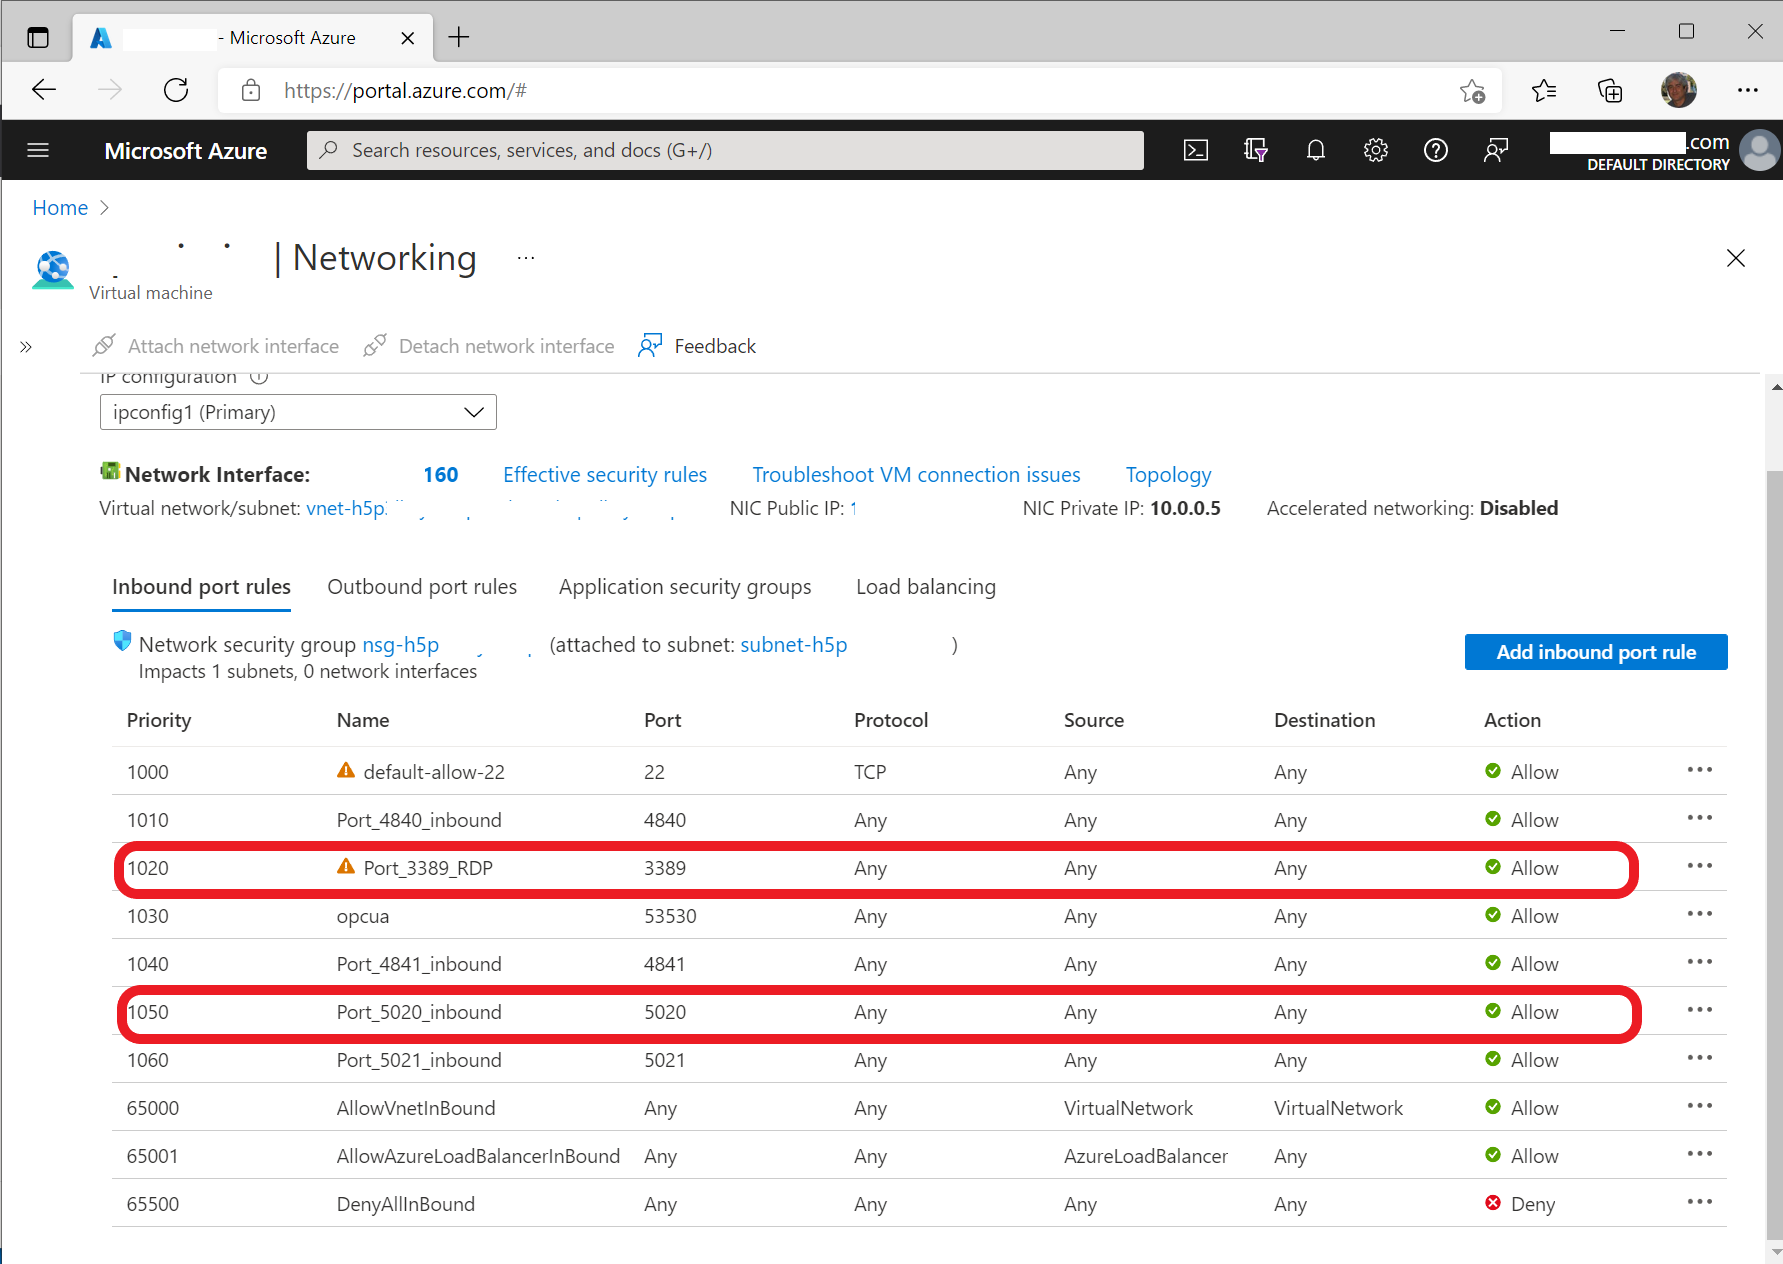 - Microsoft Azure
https://portal.azure.com/#
Microsoft Azure
Search resources, services, and docs (G+/)
.com
DEFAULT DIRECTORY
Home
| Networking
Virtual machine
Attach network interface
Detach network interface
Feedback
IP configuration
ipconfig1 (Primary)
Network Interface: 160 Effective security rules Troubleshoot VM connection issues Topology
Virtual network/subnet: vnet-h5p NIC Public IP: 1 NIC Private IP: 10.0.0.5 Accelerated networking: Disabled
Inbound port rules Outbound port rules Application security groups Load balancing
Network security group nsg-h5p (attached to subnet: subnet-h5p )
Impacts 1 subnets, 0 network interfaces
Add inbound port rule
Priority Name Port Protocol Source Destination Action
1000 default-allow-22 22 TCP Any Any Allow
1010 Port_4840_inbound 4840 Any Any Any Allow
1020 Port_3389_RDP 3389 Any Any Any Allow
1030 opcua 53530 Any Any Any Allow
1040 Port_4841_inbound 4841 Any Any Any Allow
1050 Port_5020_inbound 5020 Any Any Any Allow
1060 Port_5021_inbound 5021 Any Any Any Allow
65000 AllowVnetInBound Any Any VirtualNetwork VirtualNetwork Allow
65001 AllowAzureLoadBalancerInBound Any Any AzureLoadBalancer Any Allow
65500 DenyAllInBound Any Any Any Any Deny